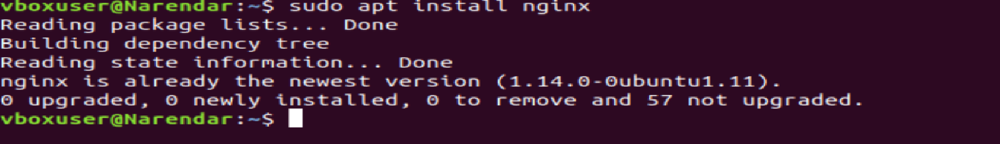 vboxuser@Narendar:~$ sudo apt install nginx
Reading package lists... Done
Building dependency tree
Reading state information... Done
nginx is already the newest version (1.14.0-0ubuntu1.11).
0 upgraded, 0 newly installed, 0 to remove and 57 not upgraded.
vboxuser@Narendar:~$